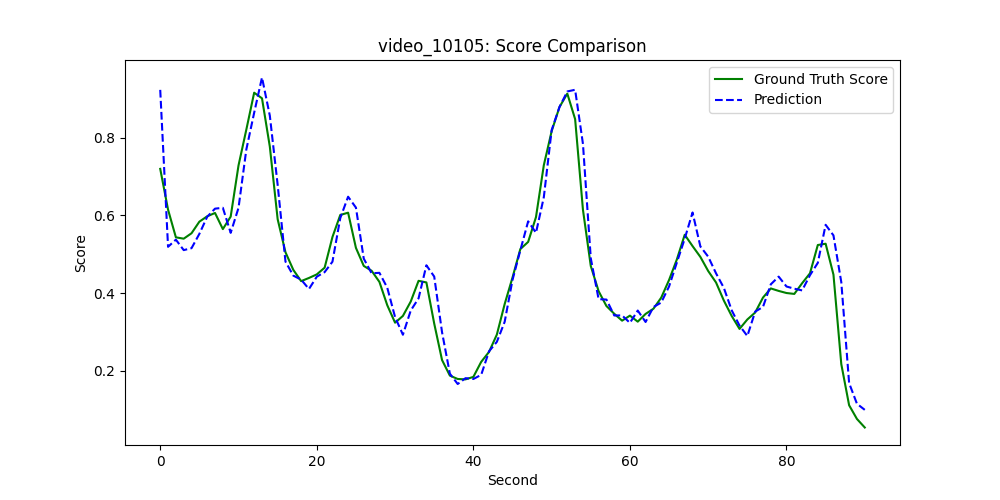 video_10105: Score Comparison
Ground Truth Score
Prediction
Score
0.8
0.6
0.4
0.2
0 20 40 60 80
Second